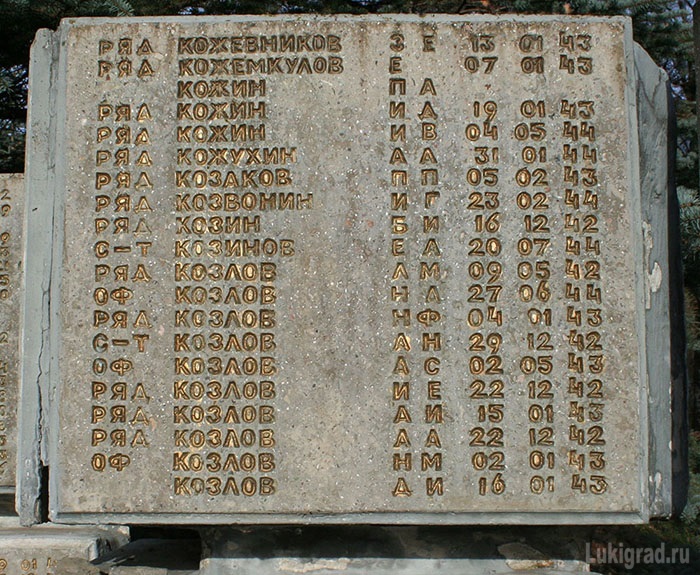 РЯД КОЖЕВНИКОВ З Е 13 01 43
РЯД КОЖЕМКУЛОВ Е 07 01 43
КОЖИН П А
РЯД КОЖИН И Д 19 01 43
РЯД КОЖИН И В 04 05 44
РЯД КОЖУХИН А А 31 01 44
РЯД КОЗАКОВ П П 05 02 43
РЯД КОЗВОМИН И Г 23 02 44
РЯД КОЗИН Б И 16 12 42
С-Т КОЗИНОВ Е А 20 07 44
РЯД КОЗЛОВ А М 09 05 42
ОФ КОЗЛОВ Н А 27 06 44
РЯД КОЗЛОВ Н Ф 04 01 43
С-Т КОЗЛОВ А Н 29 12 42
ОФ КОЗЛОВ А С 02 05 43
РЯД КОЗЛОВ И Е 22 12 42
РЯД КОЗЛОВ А И 15 01 43
РЯД КОЗЛОВ А А 22 12 42
ОФ КОЗЛОВ Н М 02 01 43
КОЗЛОВ Д И 16 01 43
Lukigrad.ru